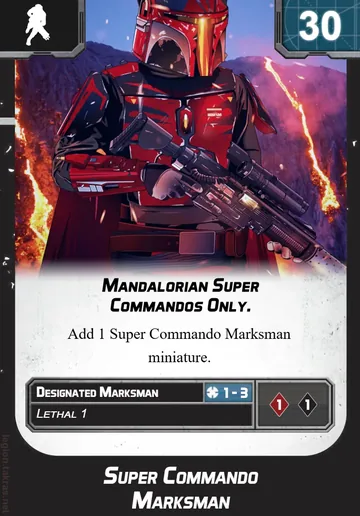 30
Mandalorian Super
Commandos Only.
Add 1 Super Commando Marksman
miniature.
Designated Marksman 1 - 3
Lethal 1
1 1
Super Commando
Marksman